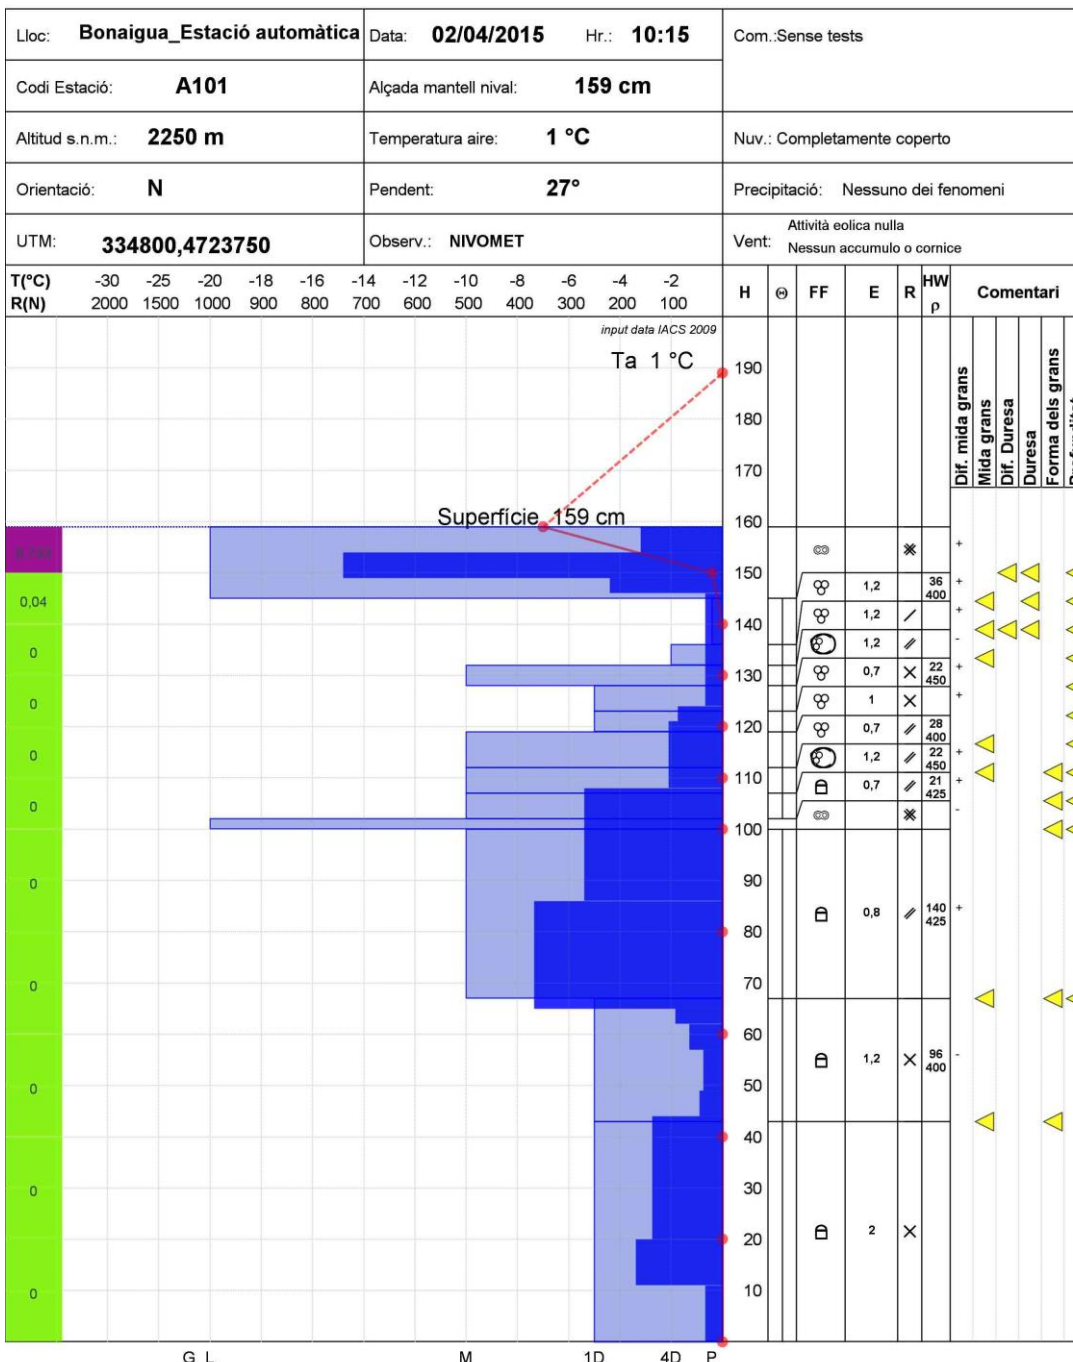 Lloc: Bonaigua_Estació automàtica Data: 02/04/2015 Hr.: 10:15 Com.:Sense tests
Codi Estació: A101 Alçada mantell nival: 159 cm
Altitud s.n.m.: 2250 m Temperatura aire: 1 °C Nuv.: Completamente coperto
Orientació: N Pendent: 27° Precipitació: Nessuno dei fenomeni
UTM: 334800,4723750 Observ.: NIVOMET Vent: Attività eolica nulla
Nessun accumulo o cornice
T(°C) -30 -25 -20 -18 -16 -14 -12 -10 -8 -6 -4 -2
R(N) 2000 1500 1000 900 800 700 600 500 400 300 200 100
H FF E R HW ρ Comentari
input data IACS 2009
Ta 1 °C
Dif. mida grans
Mida grans
Dif. Duresa
Duresa
Forma dels grans
190
180
170
160
Superfície 159 cm
150
140
130
120
110
100
90
80
70
60
50
40
30
20
10
0,04
0
0
0
0
0
0
0
0
0
+
1,2 36 400 +
1,2 +
1,2 -
0,7 22 450 +
1 +
0,7 28 400
1,2 22 450 +
0,7 21 425 +
-
0,8 140 425 +
1,2 96 400 -
2
G L M 1D 4D P